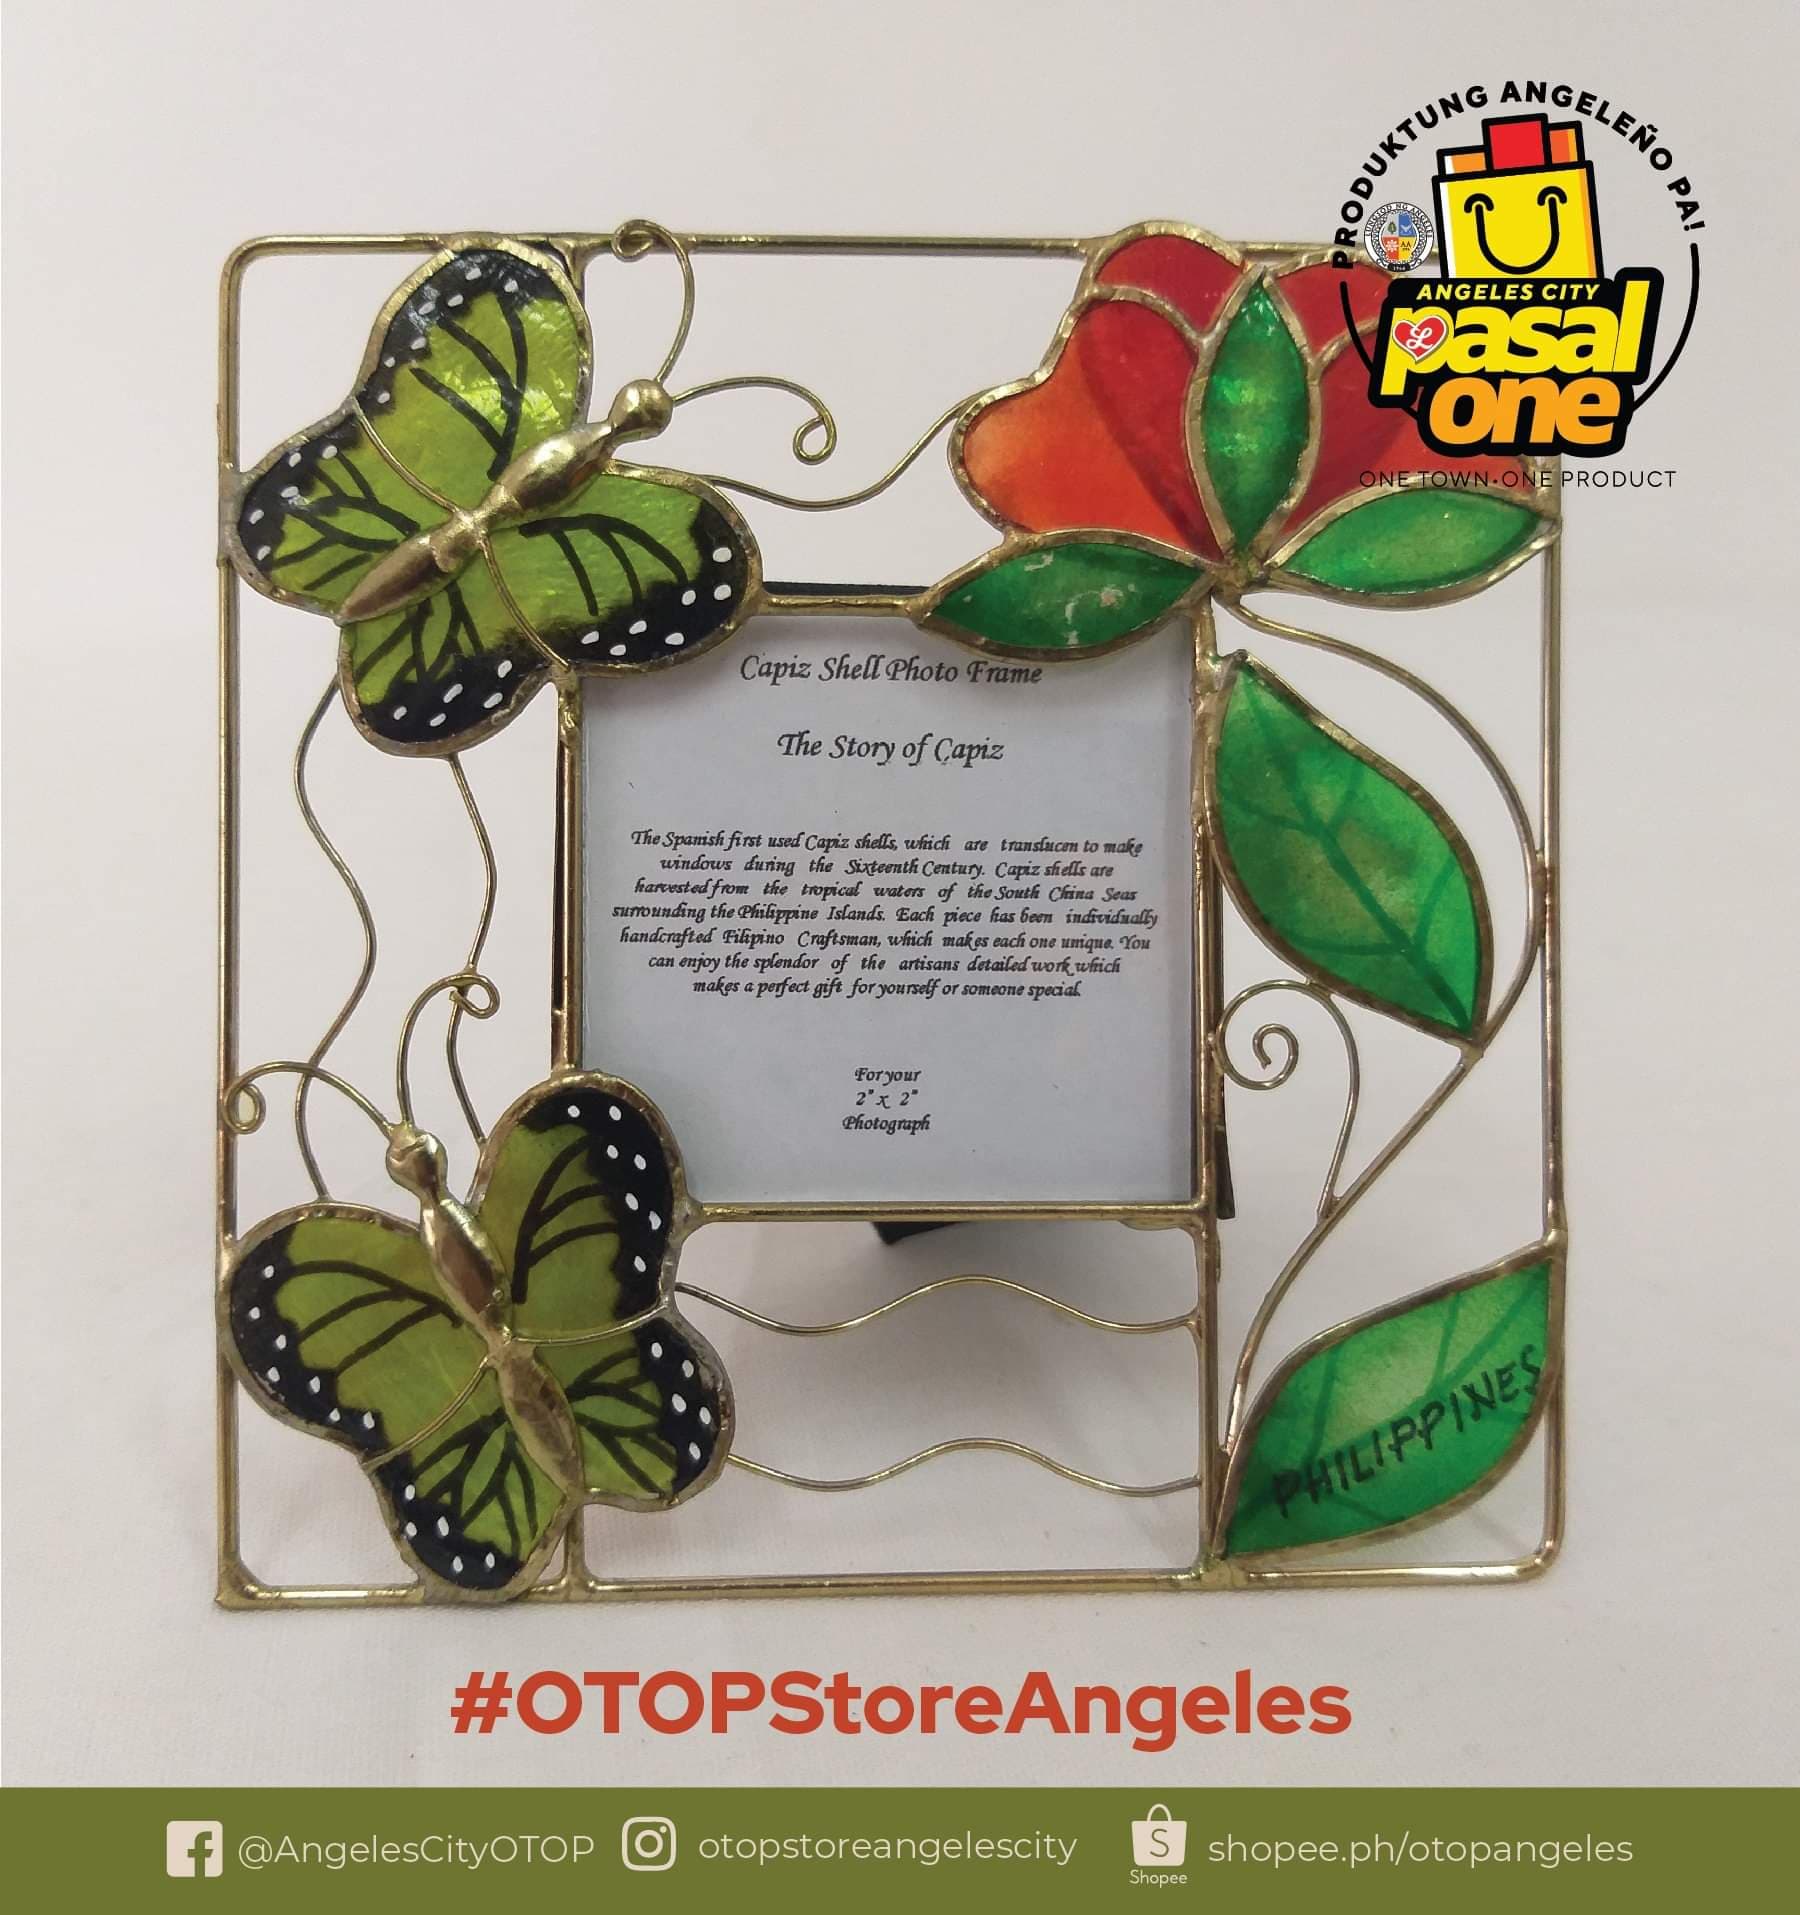 PRODUKTUNG ANGELEÑO PA!
LUNGSOD NG ANGELES
1964
ANGELES CITY
pasal
one
ONE TOWN•ONE PRODUCT
Capiz Shell Photo Frame
The Story of Capiz
The Spanish first used Capiz shells, which are translucen to make
windows during the Sixteenth Century. Capiz shells are
harvested from the tropical waters of the South China Seas
surrounding the Philippine Islands. Each piece has been individually
handcrafted Filipino Craftsman, which makes each one unique. You
can enjoy the splendor of the artisans detailed work which
makes a perfect gift for yourself or someone special.
For your
2" x 2"
Photograph
PHILIPPINES
#OTOPStoreAngeles
@AngelesCityOTOP
otopstoreangelescity
S
Shopee
shopee.ph/otopangeles